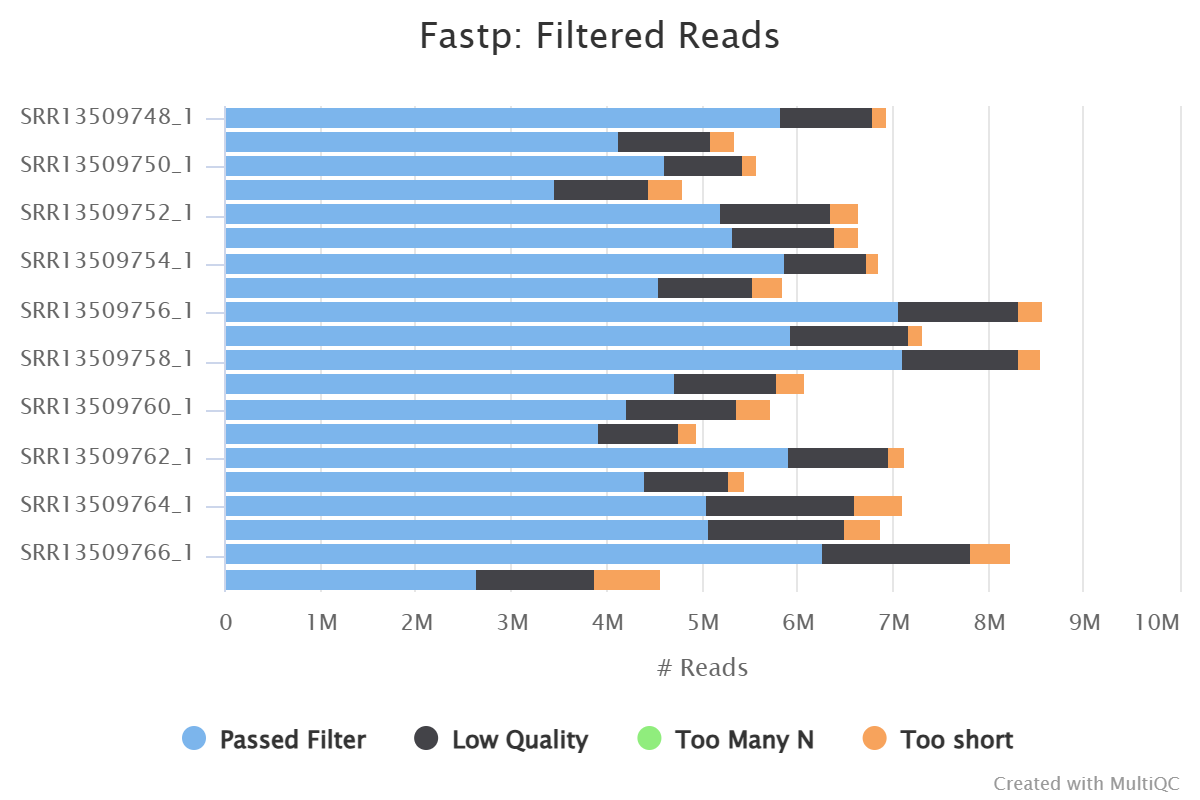 Fastp: Filtered Reads
SRR13509748_1
SRR13509750_1
SRR13509752_1
SRR13509754_1
SRR13509756_1
SRR13509758_1
SRR13509760_1
SRR13509762_1
SRR13509764_1
SRR13509766_1
0 1M 2M 3M 4M 5M 6M 7M 8M 9M 10M
# Reads
Passed Filter Low Quality Too Many N Too short
Created with MultiQC